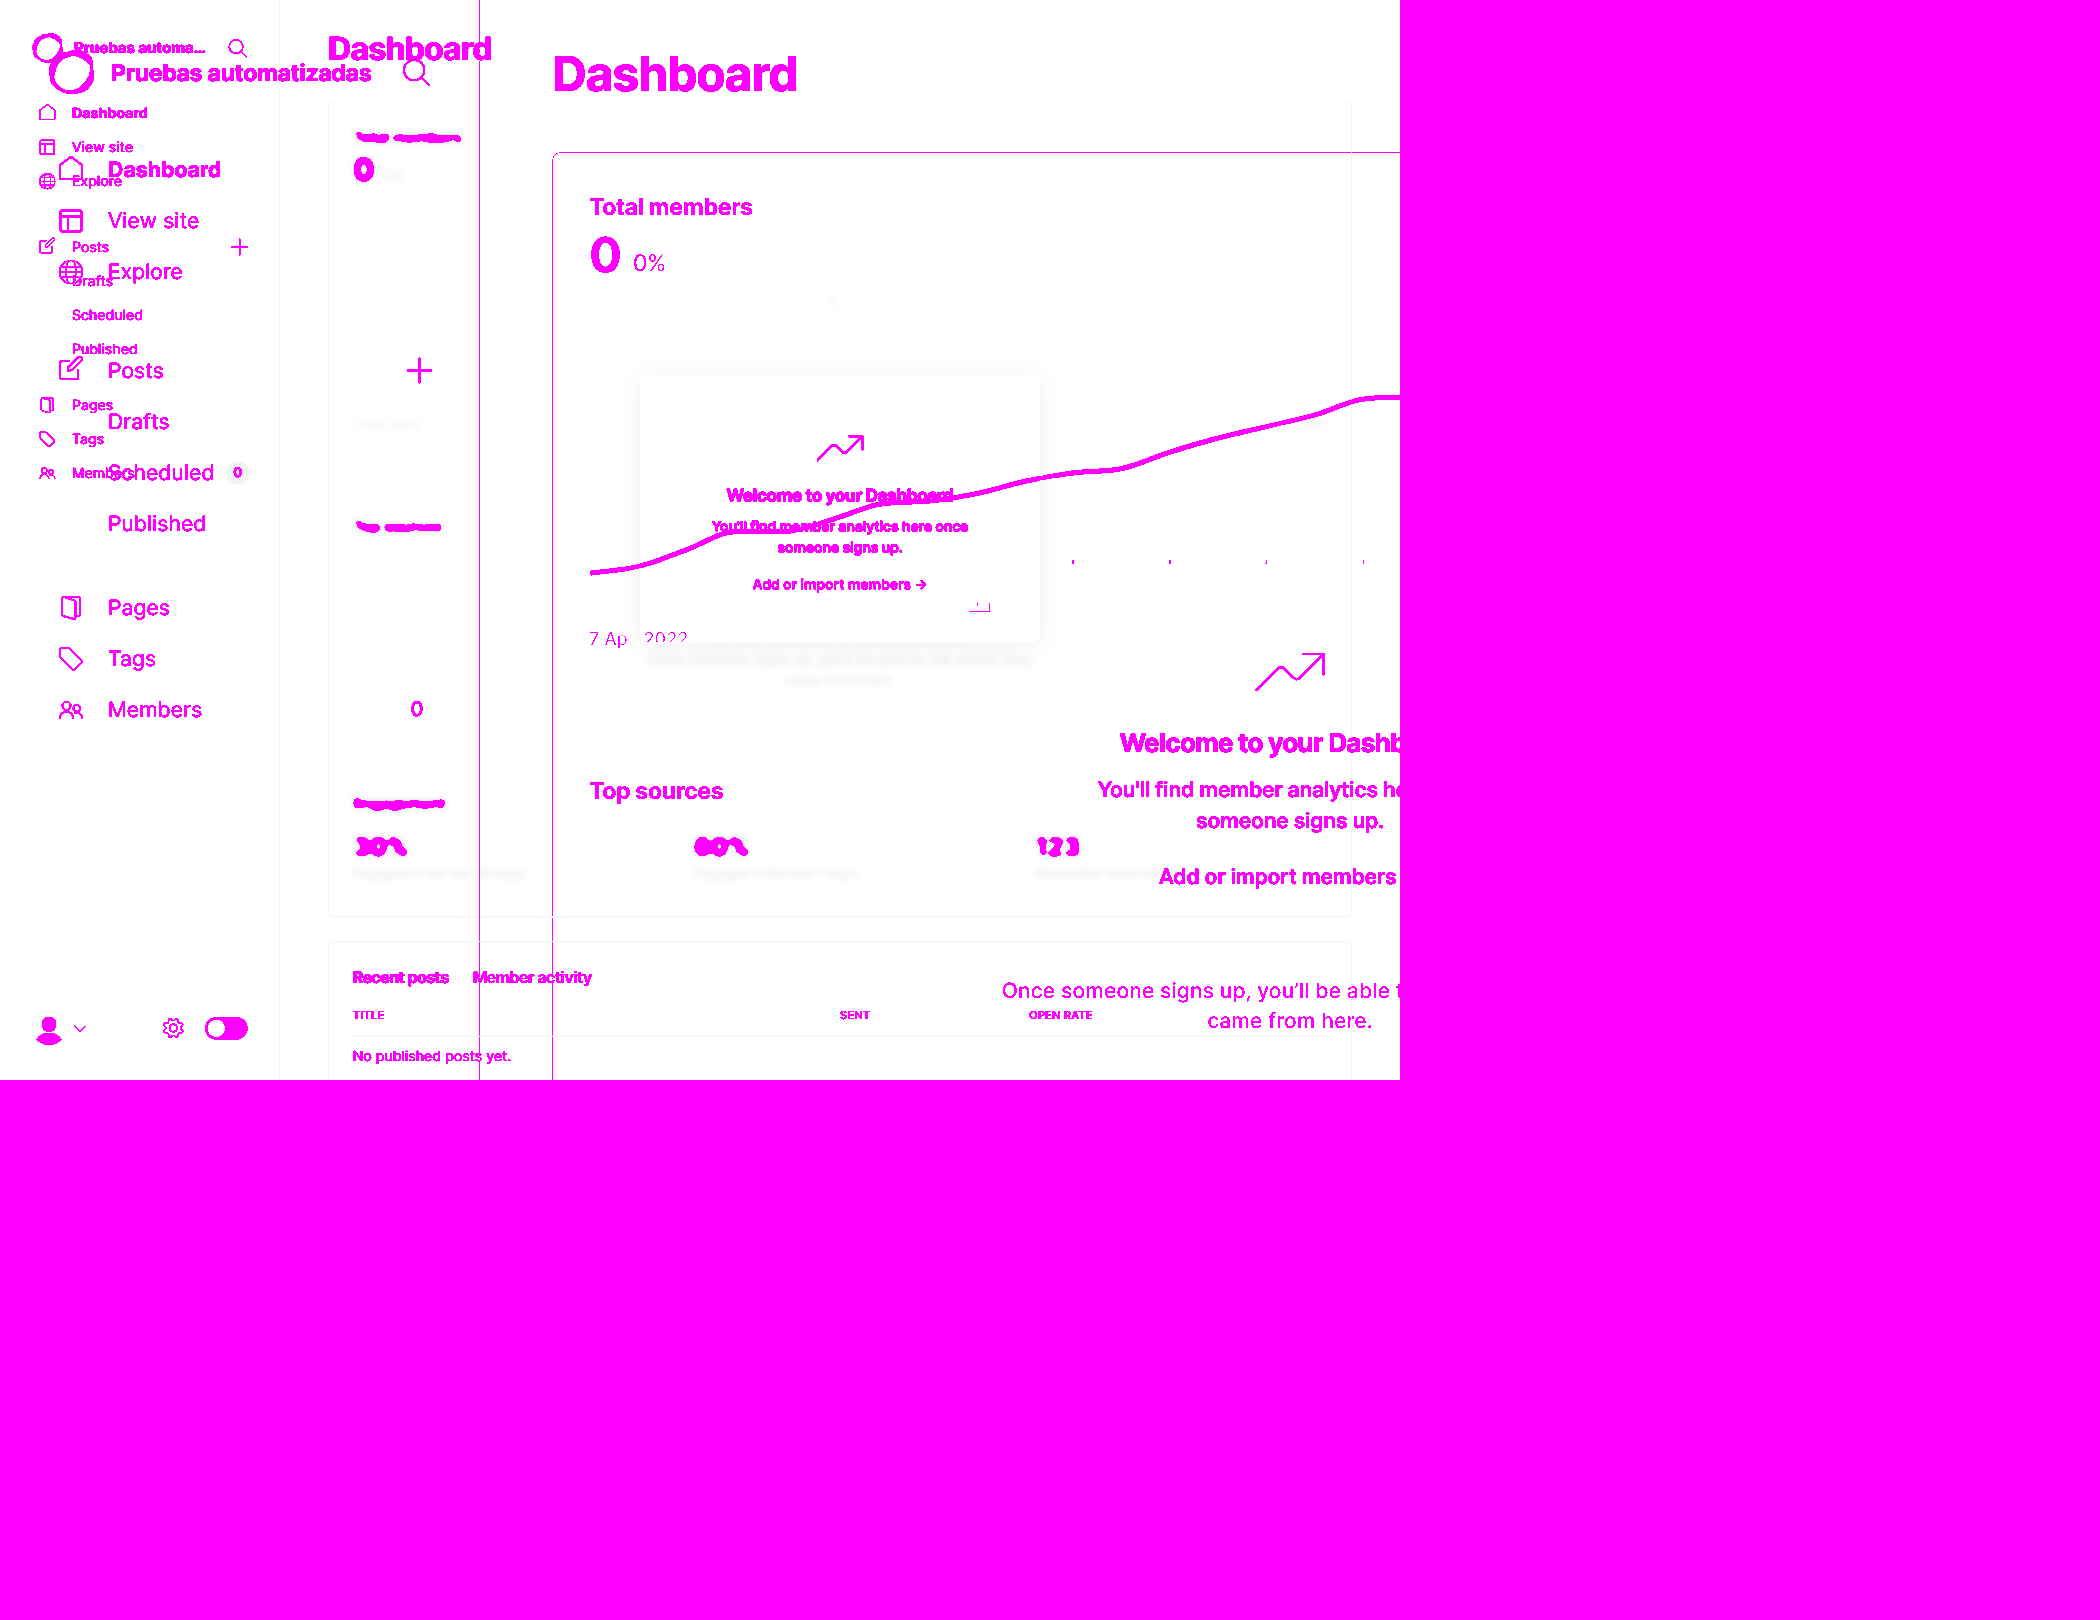 Pruebas automa...
Dashboard
Pruebas automatizadas
Dashboard
Dashboard
View site
Dashboard
Explore
View site
Posts
Explore
Drafts
Scheduled
Published
Posts
Pages
Drafts
Tags
Members
Scheduled
0
Published
Pages
Tags
Members
0
0
Total members
0 0%
Welcome to your Dashboard
You'll find member analytics here once
someone signs up.
Add or import members →
7 Ap 2022
Welcome to your Dashb
Top sources
You'll find member analytics he
someone signs up.
Add or import members
Recent posts Member activity
Once someone signs up, you’ll be able t
came from here.
TITLE SENT OPEN RATE
No published posts yet.